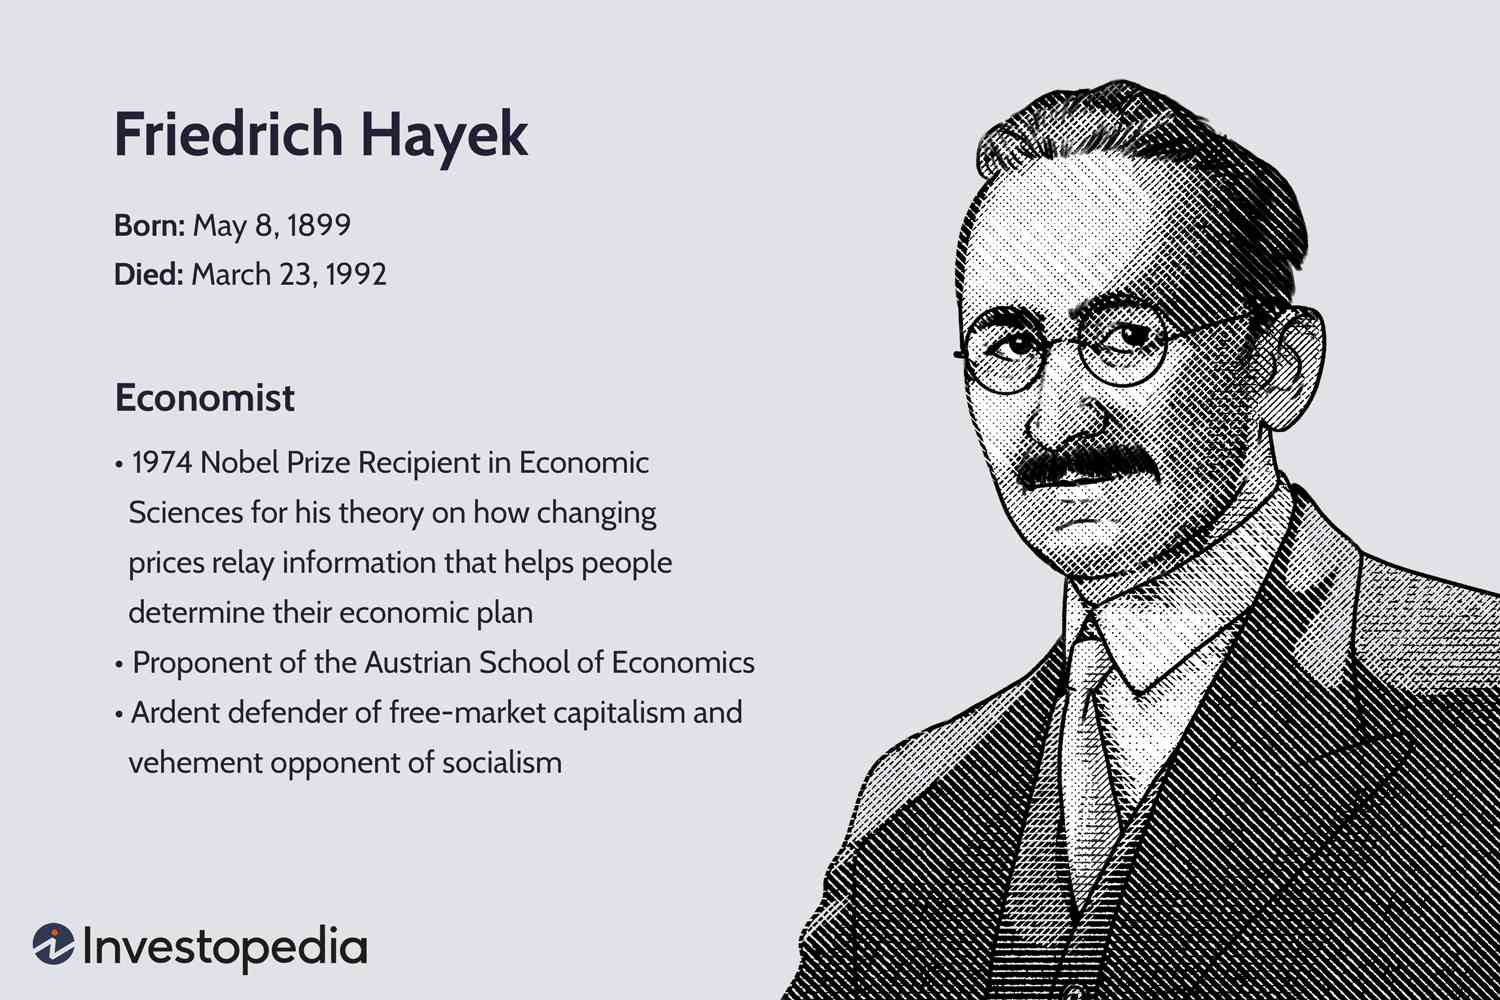 Friedrich Hayek
Born: May 8, 1899
Died: March 23, 1992
Economist
• 1974 Nobel Prize Recipient in Economic
Sciences for his theory on how changing
prices relay information that helps people
determine their economic plan
• Proponent of the Austrian School of Economics
• Ardent defender of free-market capitalism and
vehement opponent of socialism
Investopedia